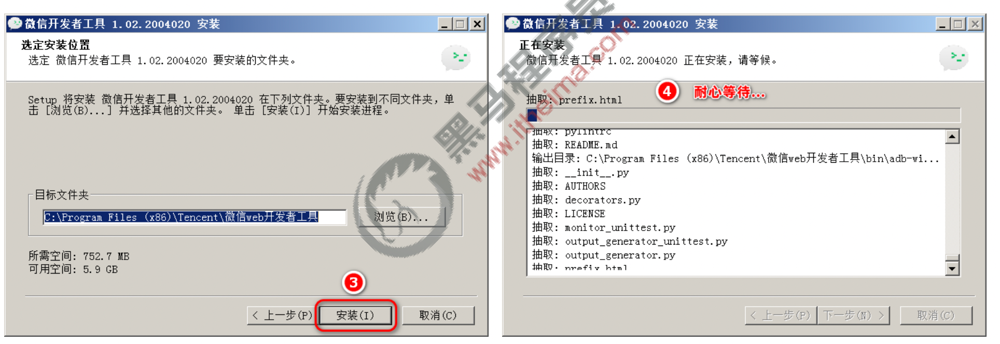 微信开发者工具 1.02.2004020 安装
选定安装位置
选定 微信开发者工具 1.02.2004020 要安装的文件夹。
Setup 将安装 微信开发者工具 1.02.2004020 在下列文件夹。要安装到不同文件夹，单
击 [浏览(B)...] 并选择其他的文件夹。 单击 [安装(I)] 开始安装进程。
目标文件夹
C:\Program Files (x86)\Tencent\微信web开发者工具
浏览(B)...
所需空间: 752.7 MB
可用空间: 5.9 GB
3
< 上一步(P)
安装(I)
取消(C)
微信开发者工具 1.02.2004020 安装
正在安装
微信开发者工具 1.02.2004020 正在安装，请等候。
4 耐心等待...
抽取: prefix.html
抽取: pylintrc
抽取: README.md
输出目录: C:\Program Files (x86)\Tencent\微信web开发者工具\bin\adb-wi...
抽取: __init__.py
抽取: AUTHORS
抽取: decorators.py
抽取: LICENSE
抽取: monitor_unittest.py
抽取: output_generator_unittest.py
抽取: output_generator.py
抽取: prefix.html
< 上一步(P)
下一步(N) >
取消(C)
黑马程序员
www.itheima.com